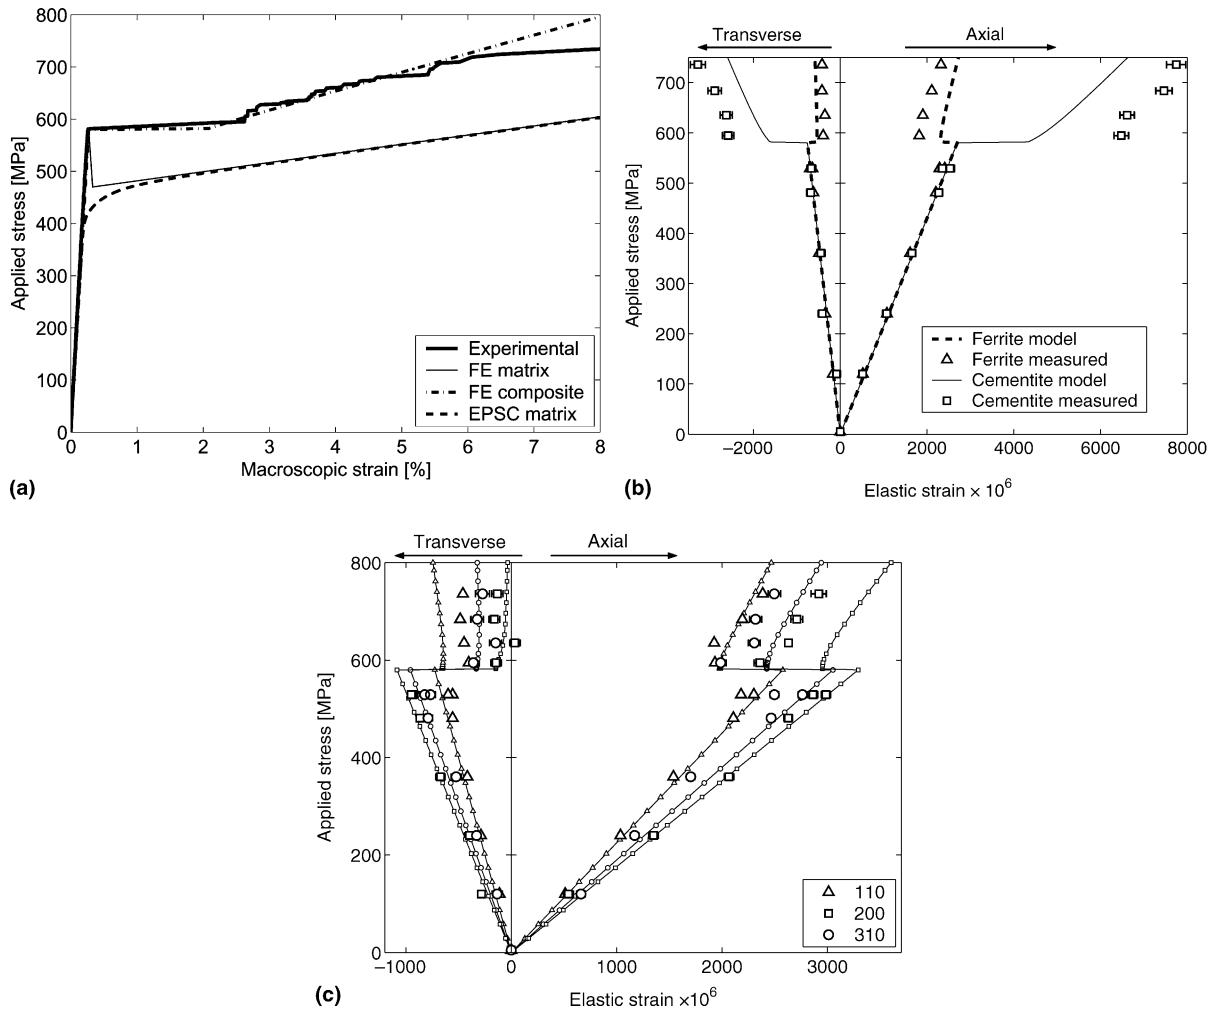 800
700
600
500
400
300
200
100
0
Applied stress [MPa]
0 1 2 3 4 5 6 7 8
Macroscopic strain [%]
Experimental
FE matrix
FE composite
EPSC matrix
(a)
Transverse Axial
700
600
500
400
300
200
100
0
Applied stress [MPa]
−2000 0 2000 4000 6000 8000
Elastic strain × 10⁶
Ferrite model
Ferrite measured
Cementite model
Cementite measured
(b)
Transverse Axial
800
600
400
200
0
Applied stress [MPa]
−1000 0 1000 2000 3000
Elastic strain ×10⁶
110
200
310
(c)